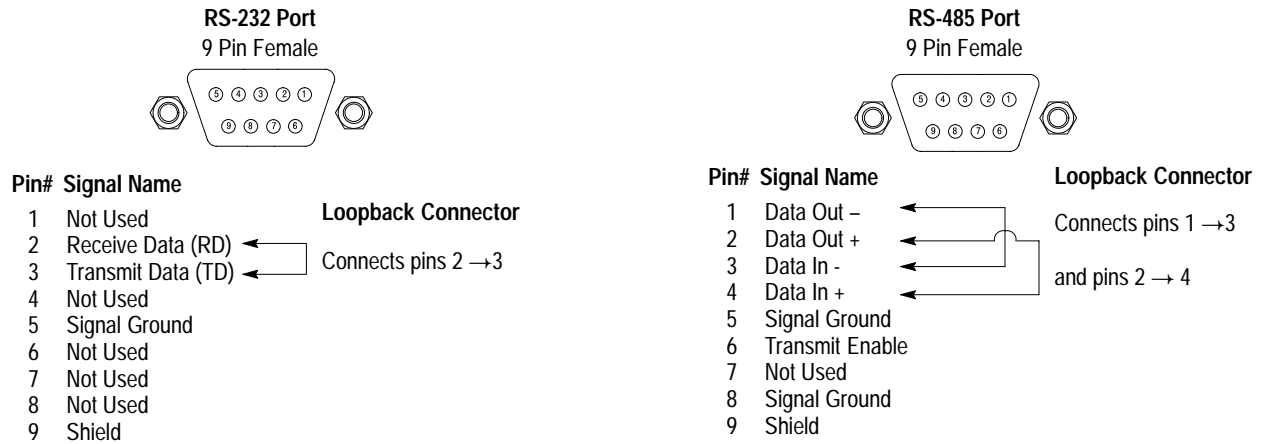 RS-232 Port
9 Pin Female
5 4 3 2 1
9 8 7 6
Pin# Signal Name
1 Not Used
2 Receive Data (RD)
3 Transmit Data (TD)
4 Not Used
5 Signal Ground
6 Not Used
7 Not Used
8 Not Used
9 Shield
Loopback Connector
Connects pins 2 →3
RS-485 Port
9 Pin Female
5 4 3 2 1
9 8 7 6
Pin# Signal Name
1 Data Out –
2 Data Out +
3 Data In -
4 Data In +
5 Signal Ground
6 Transmit Enable
7 Not Used
8 Signal Ground
9 Shield
Loopback Connector
Connects pins 1 →3
and pins 2 → 4